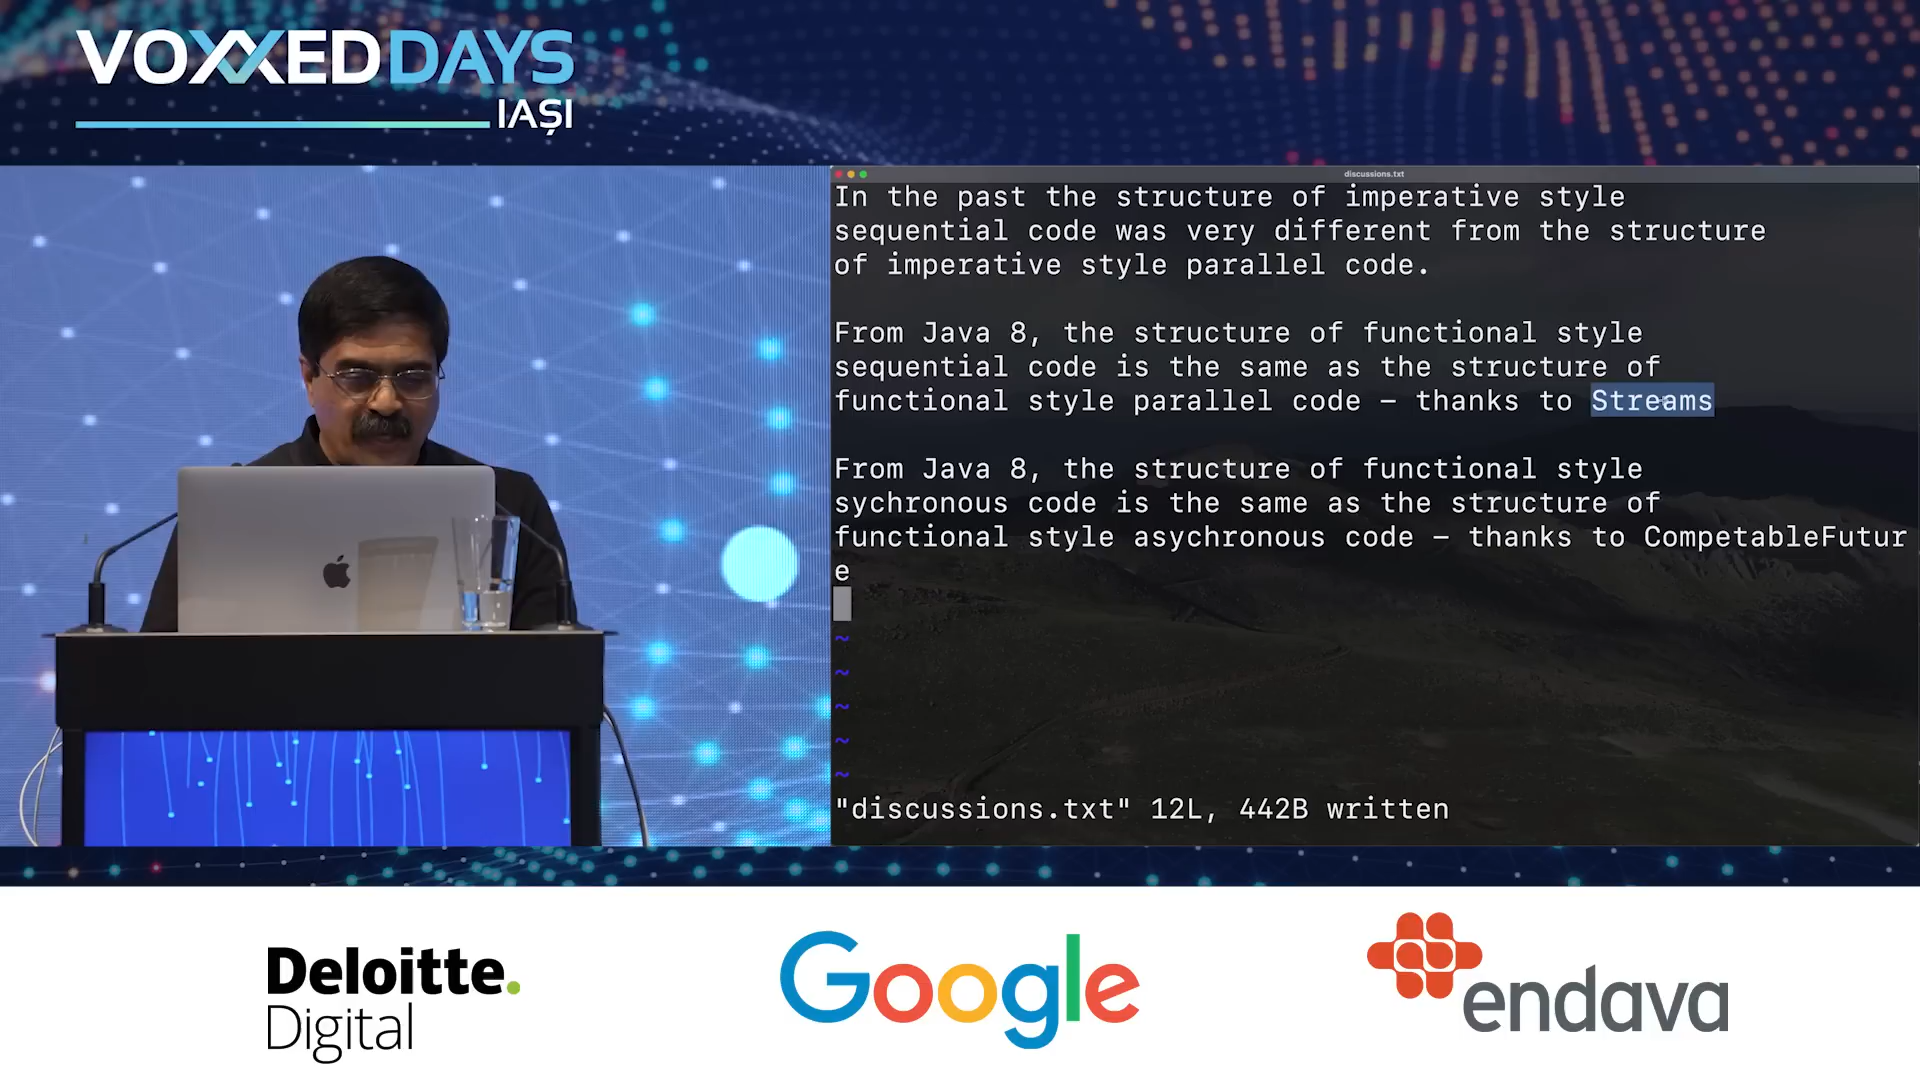 VOXXEDDAYS
IAȘI
discussions.txt
In the past the structure of imperative style
sequential code was very different from the structure
of imperative style parallel code.
From Java 8, the structure of functional style
sequential code is the same as the structure of
functional style parallel code – thanks to Streams
From Java 8, the structure of functional style
sychronous code is the same as the structure of
functional style asychronous code – thanks to CompetableFutur
e
~
~
~
~
~
"discussions.txt" 12L, 442B written
Deloitte.
Digital
Google
endava